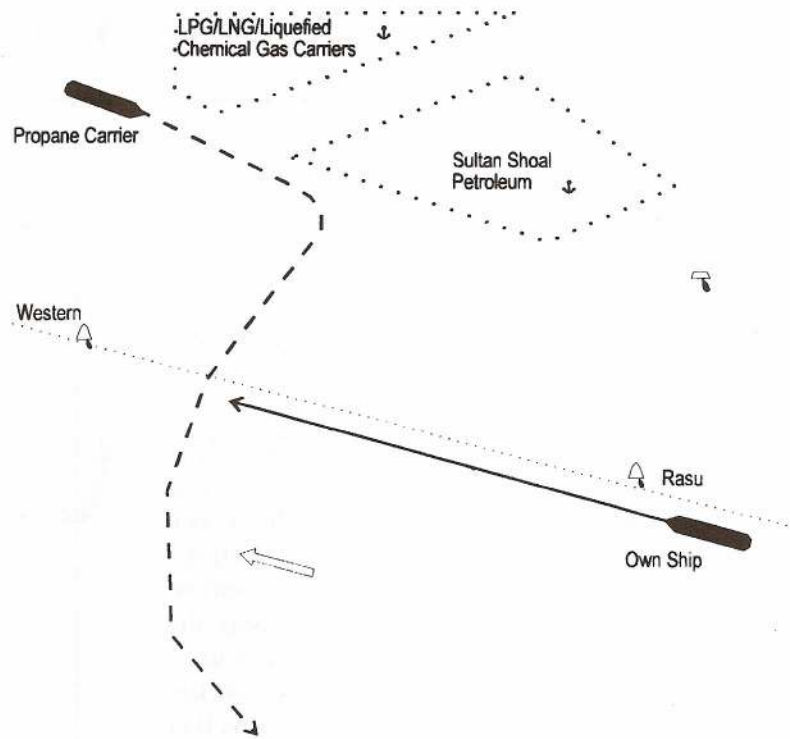 LPG/LNG/Liquefied
Chemical Gas Carriers
Propane Carrier
Sultan Shoal
Petroleum
Western
Rasu
Own Ship